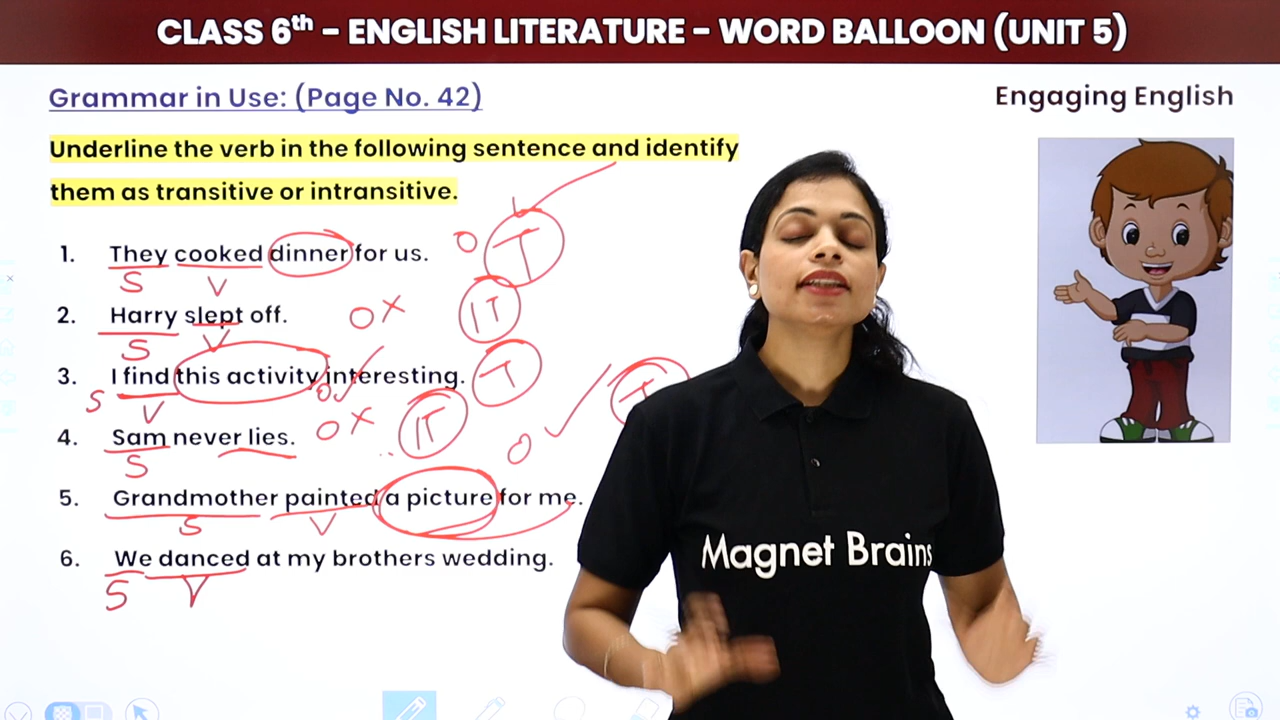 CLASS 6th – ENGLISH LITERATURE – WORD BALLOON (UNIT 5)
Grammar in Use: (Page No. 42)
Engaging English
Underline the verb in the following sentence and identify
them as transitive or intransitive.
1. They cooked dinner for us. O T
S V
2. Harry slept off. O X IT
S V
3. I find this activity interesting. T
S V O ✓
4. Sam never lies. O X IT
S
O ✓ T
5. Grandmother painted a picture for me.
S V
6. We danced at my brothers wedding.
S V
Magnet Brains